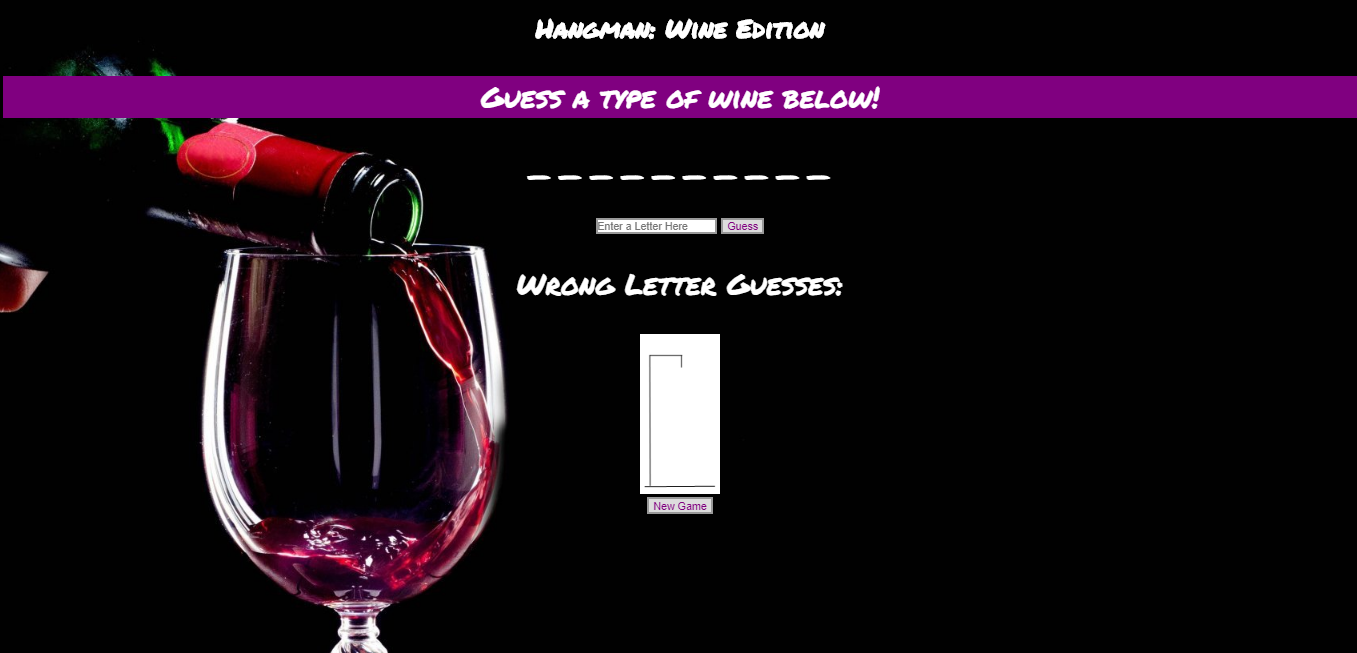 Hangman: Wine Edition
Guess a type of wine below!
_ _ _ _ _ _ _ _ _ _
Enter a Letter Here Guess
Wrong Letter Guesses:
New Game